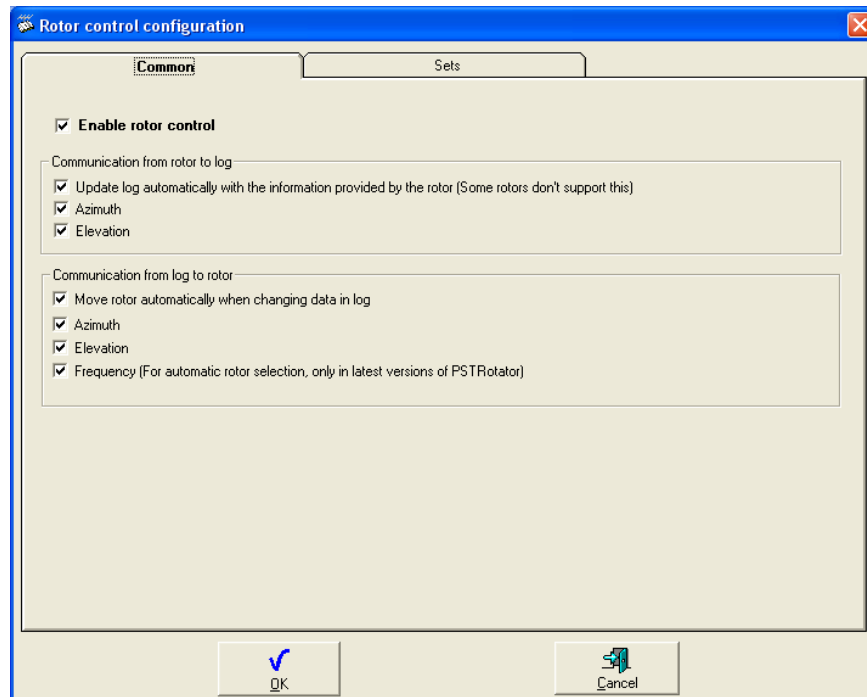 Rotor control configuration
Common
Sets
Enable rotor control
Communication from rotor to log
Update log automatically with the information provided by the rotor (Some rotors don't support this)
Azimuth
Elevation
Communication from log to rotor
Move rotor automatically when changing data in log
Azimuth
Elevation
Frequency (For automatic rotor selection, only in latest versions of PSTRotator)
OK
Cancel